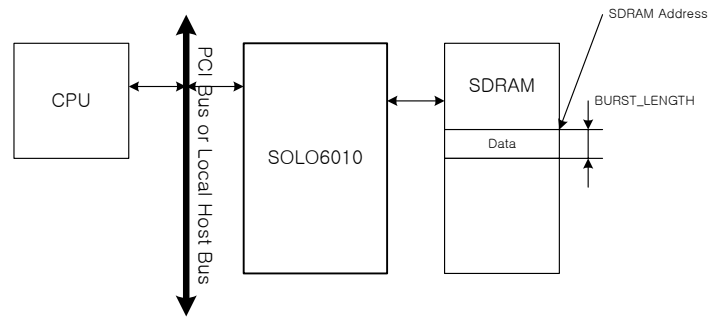 SDRAM Address
CPU
PCI Bus or Local Host Bus
SOLO6010
SDRAM
BURST_LENGTH
Data